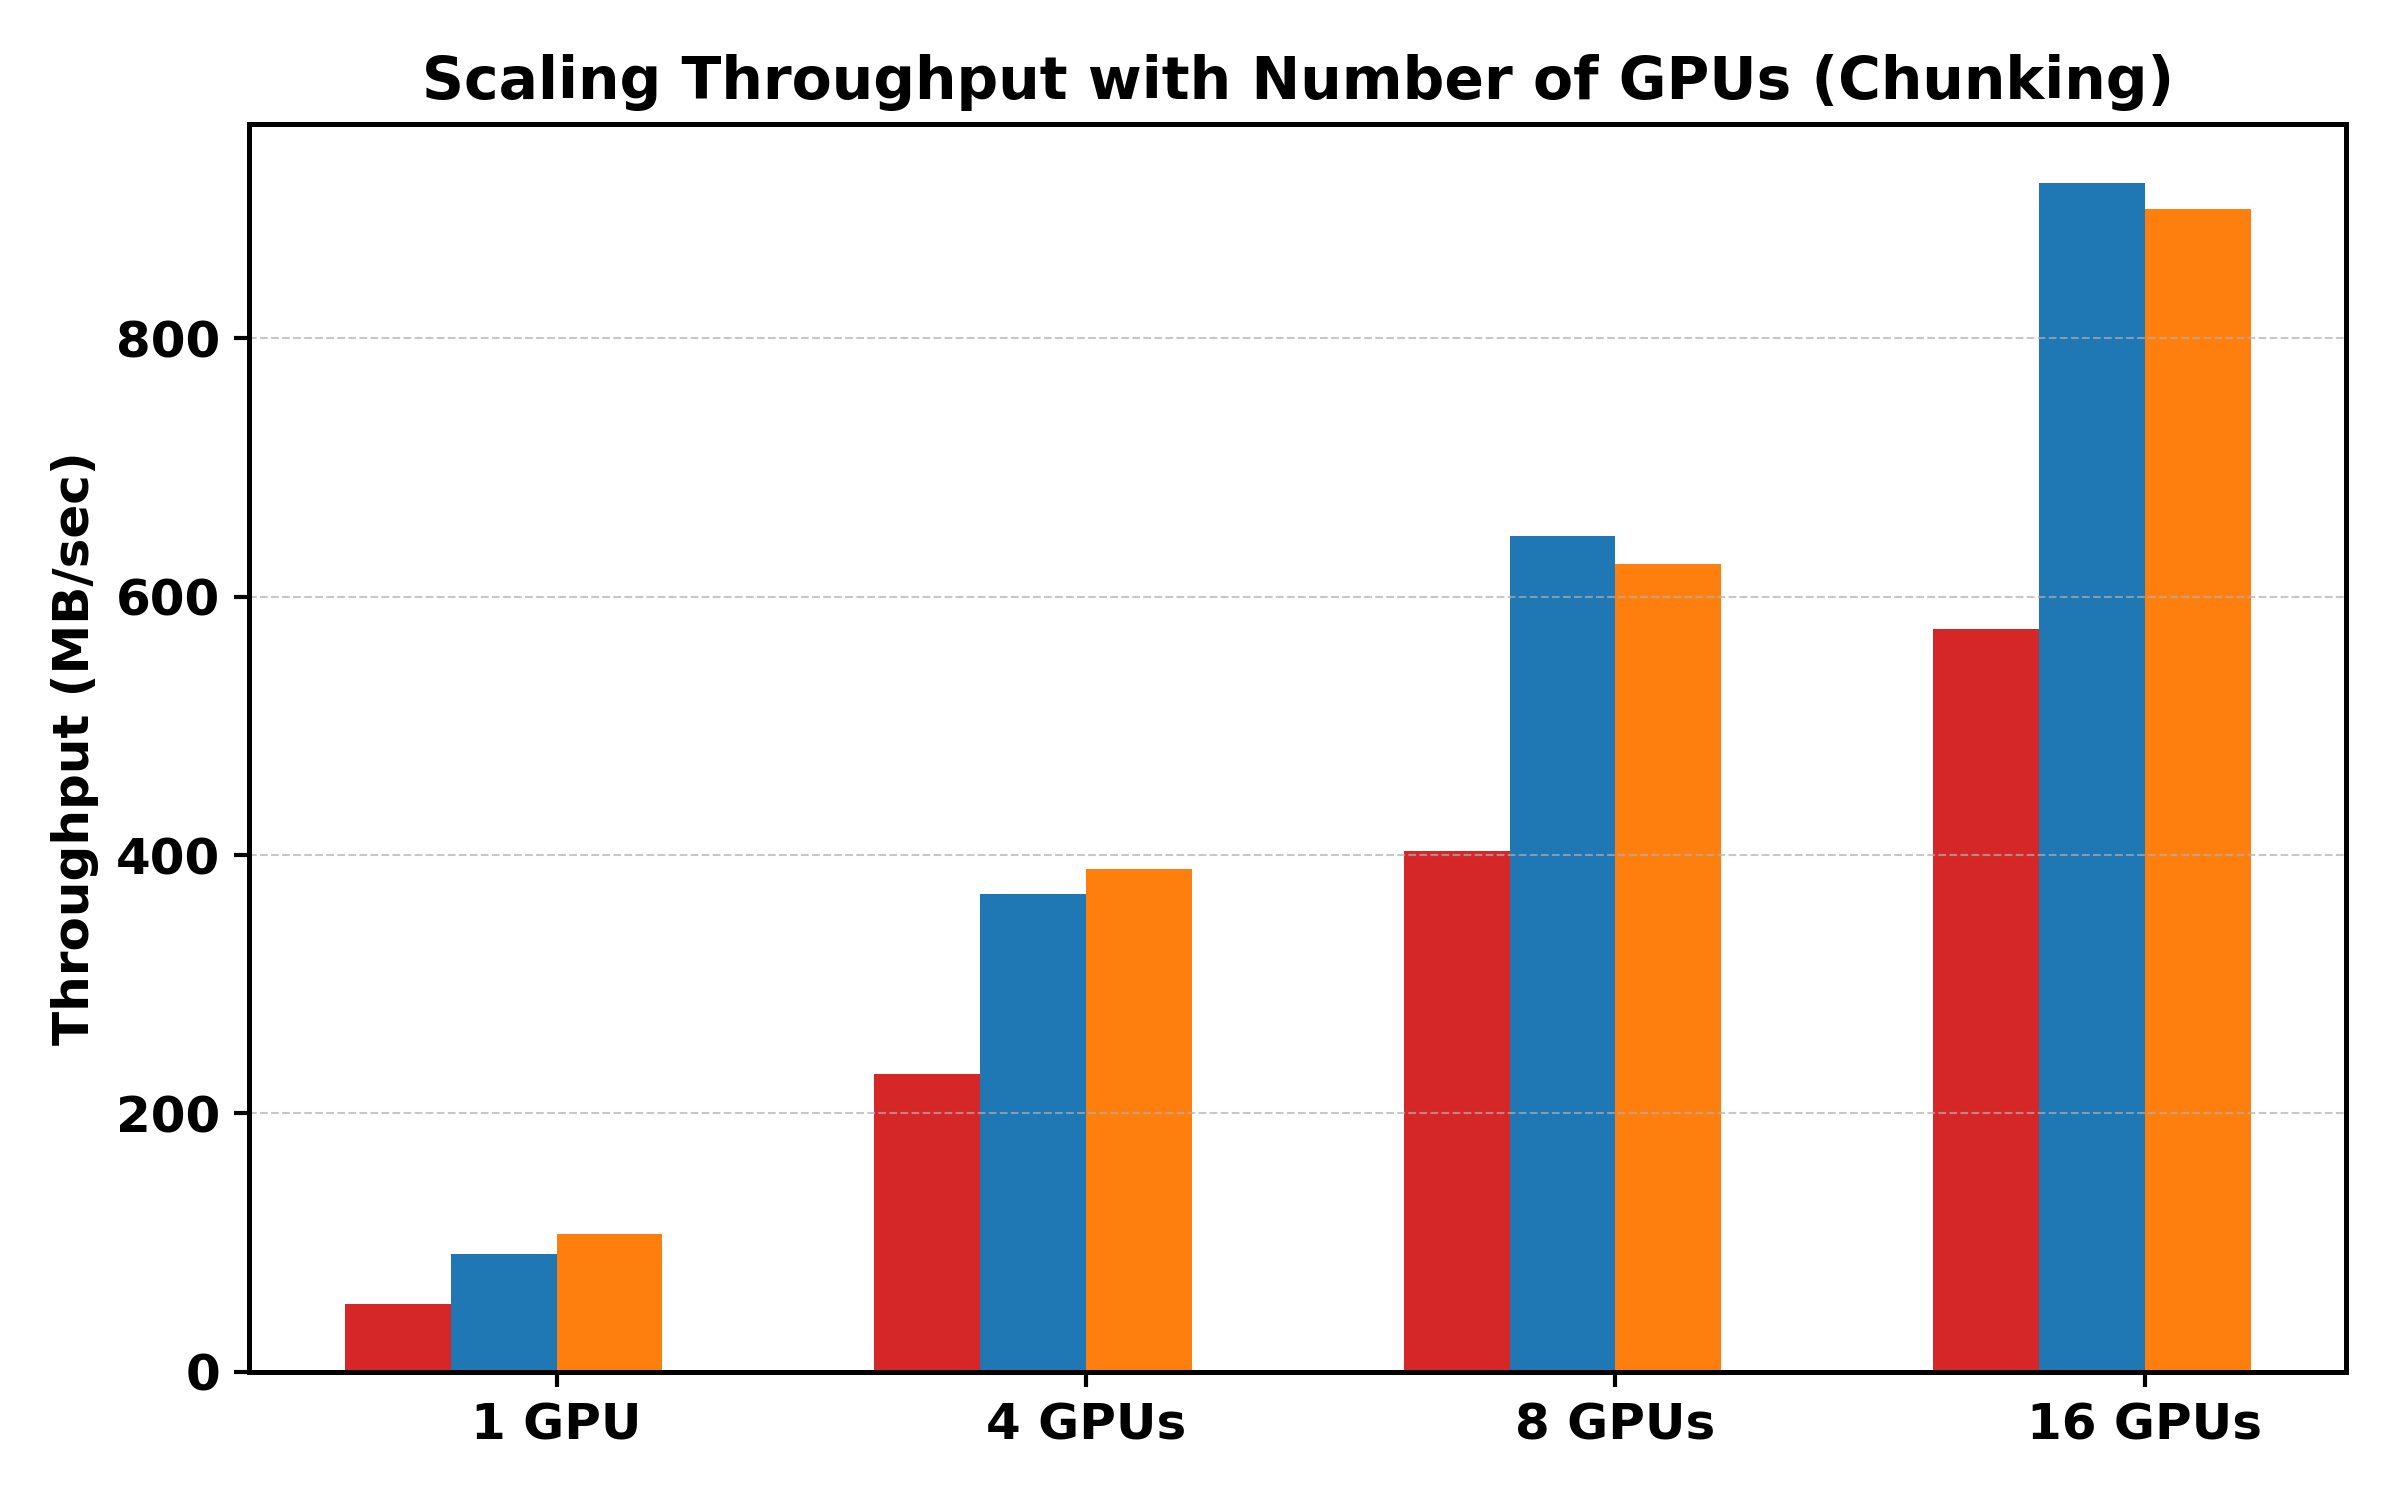 Scaling Throughput with Number of GPUs (Chunking)
Throughput (MB/sec)
800
600
400
200
0
1 GPU
4 GPUs
8 GPUs
16 GPUs